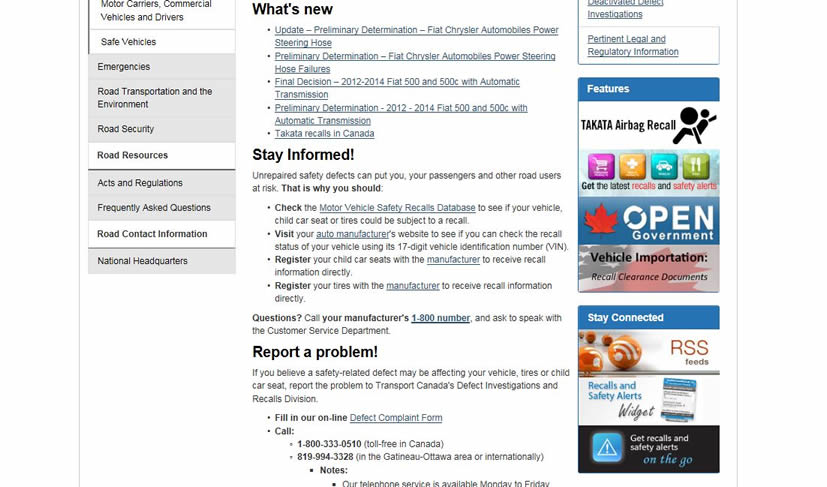 Motor Carriers, Commercial
Vehicles and Drivers
Safe Vehicles
Emergencies
Road Transportation and the
Environment
Road Security
Road Resources
Acts and Regulations
Frequently Asked Questions
Road Contact Information
National Headquarters
What's new
• Update – Preliminary Determination – Fiat Chrysler Automobiles Power
Steering Hose
• Preliminary Determination – Fiat Chrysler Automobiles Power Steering
Hose Failures
• Final Decision – 2012-2014 Fiat 500 and 500c with Automatic
Transmission
• Preliminary Determination - 2012 - 2014 Fiat 500 and 500c with
Automatic Transmission
• Takata recalls in Canada
Stay Informed!
Unrepaired safety defects can put you, your passengers and other road users
at risk. That is why you should:
• Check the Motor Vehicle Safety Recalls Database to see if your vehicle,
child car seat or tires could be subject to a recall.
• Visit your auto manufacturer's website to see if you can check the recall
status of your vehicle using its 17-digit vehicle identification number (VIN).
• Register your child car seats with the manufacturer to receive recall
information directly.
• Register your tires with the manufacturer to receive recall information
directly.
Questions? Call your manufacturer's 1-800 number, and ask to speak with
the Customer Service Department.
Report a problem!
If you believe a safety-related defect may be affecting your vehicle, tires or child
car seat, report the problem to Transport Canada's Defect Investigations and
Recalls Division.
• Fill in our on-line Defect Complaint Form
• Call:
◦ 1-800-333-0510 (toll-free in Canada)
◦ 819-994-3328 (in the Gatineau-Ottawa area or internationally)
▪ Notes:
▪ Our telephone service is available Monday to Friday
Deactivated Defect
Investigations
Pertinent Legal and
Regulatory Information
Features
TAKATA Airbag Recall
Get the latest recalls and safety alerts
OPEN
Government
Vehicle Importation:
Recall Clearance Documents
Stay Connected
RSS
feeds
Recalls and
Safety Alerts
Widget
Get recalls and
safety alerts
on the go